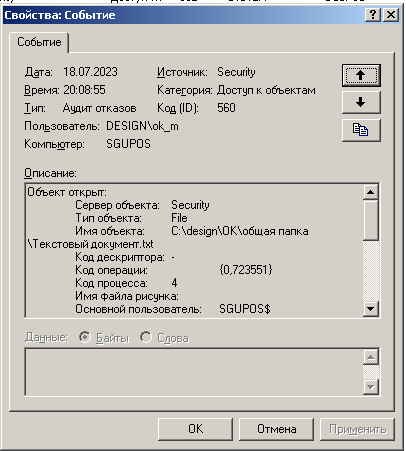 Свойства: Событие
Событие
Дата: 18.07.2023 Источник: Security
Время: 20:08:55 Категория: Доступ к объектам
Тип: Аудит отказов Код (ID): 560
Пользователь: DESIGN\ok_m
Компьютер: SGUPOS
Описание:
Объект открыт:
Сервер объекта: Security
Тип объекта: File
Имя объекта: C:\design\OK\общая папка
\Текстовый документ.txt
Код дескриптора: -
Код операции: {0,723551}
Код процесса: 4
Имя файла рисунка:
Основной пользователь: SGUPOS$
Данные: Байты Слова
OK Отмена Применить